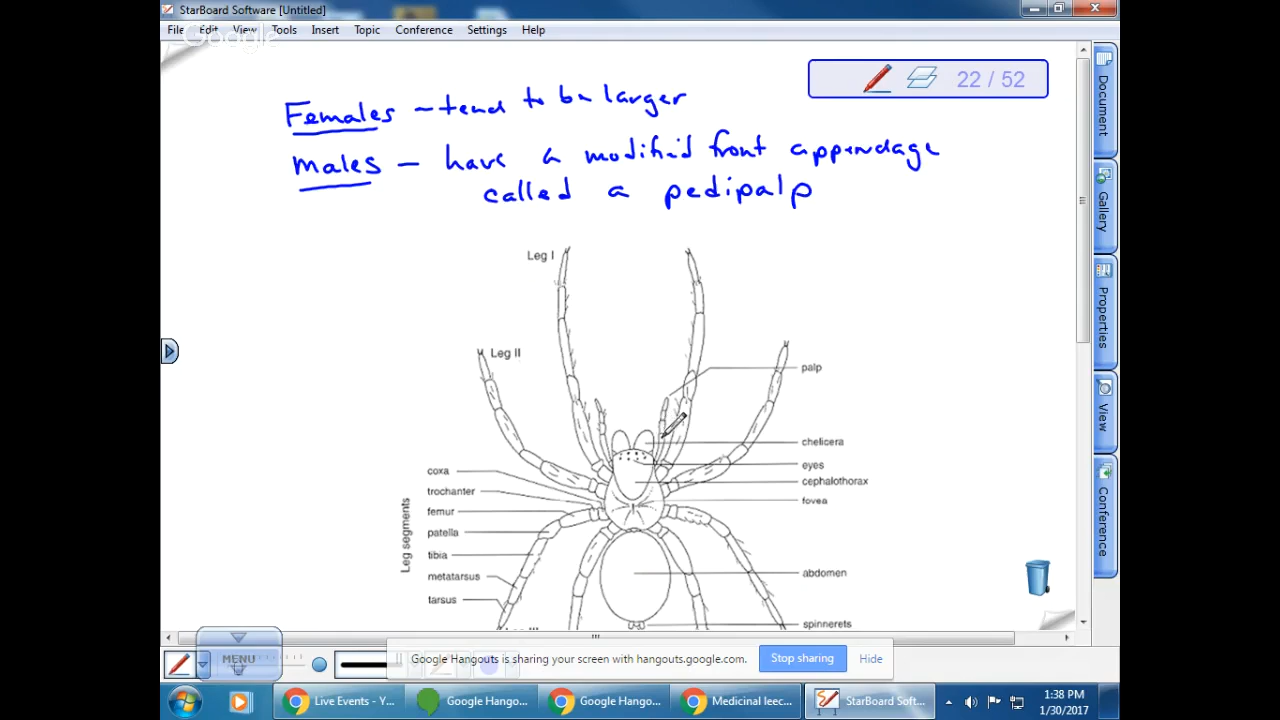 StarBoard Software [Untitled]
File Edit View Tools Insert Topic Conference Settings Help
Google
22 / 52
Females – tend to be larger
Males – have a modified front appendage
called a pedipalp
Leg I
Leg II
palp
chelicera
eyes
cephalothorax
fovea
abdomen
spinnerets
Leg segments
coxa
trochanter
femur
patella
tibia
metatarsus
tarsus
Document
Gallery
Properties
View
Conference
MENU
Google Hangouts is sharing your screen with hangouts.google.com.
Stop sharing
Hide
Live Events - Y...
Google Hango...
Google Hango...
Medicinal leec...
StarBoard Soft...
1:38 PM
1/30/2017